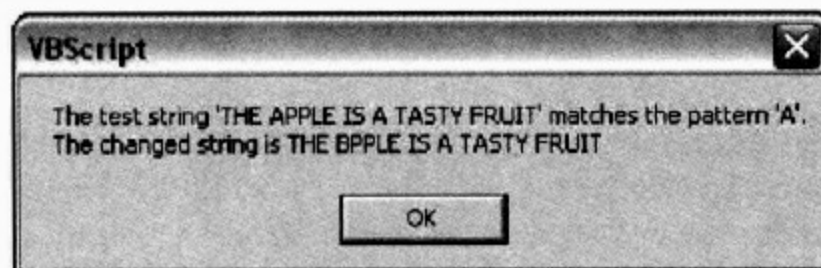 VBScript
The test string 'THE APPLE IS A TASTY FRUIT' matches the pattern 'A'.
The changed string is THE BPPLE IS A TASTY FRUIT
OK